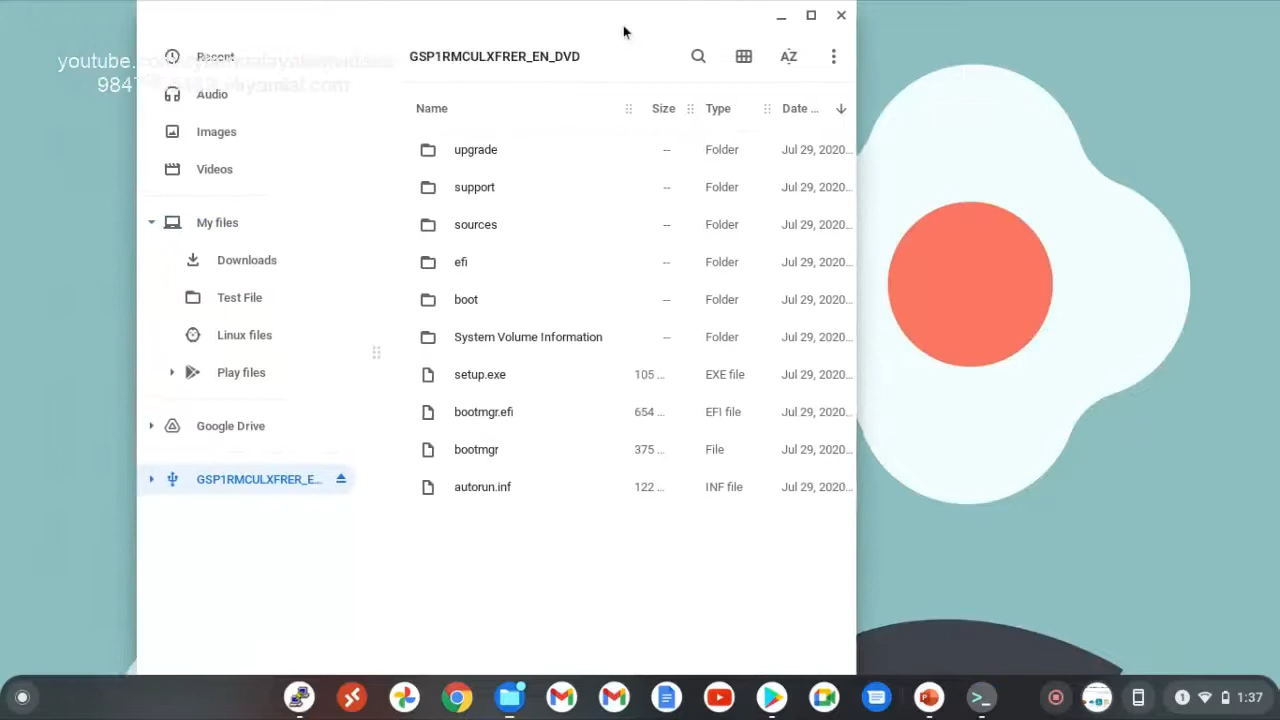 youtube.
9847
Recent
Audio
Images
Videos
My files
Downloads
Test File
Linux files
Play files
Google Drive
GSP1RMCULXFRER_E...
GSP1RMCULXFRER_EN_DVD
AZ
Name Size Type Date ...
upgrade -- Folder Jul 29, 2020...
support -- Folder Jul 29, 2020...
sources -- Folder Jul 29, 2020...
efi -- Folder Jul 29, 2020...
boot -- Folder Jul 29, 2020...
System Volume Information -- Folder Jul 29, 2020...
setup.exe 105 ... EXE file Jul 29, 2020...
bootmgr.efi 654 ... EFI file Jul 29, 2020...
bootmgr 375 ... File Jul 29, 2020...
autorun.inf 122 ... INF file Jul 29, 2020...
1 1:37